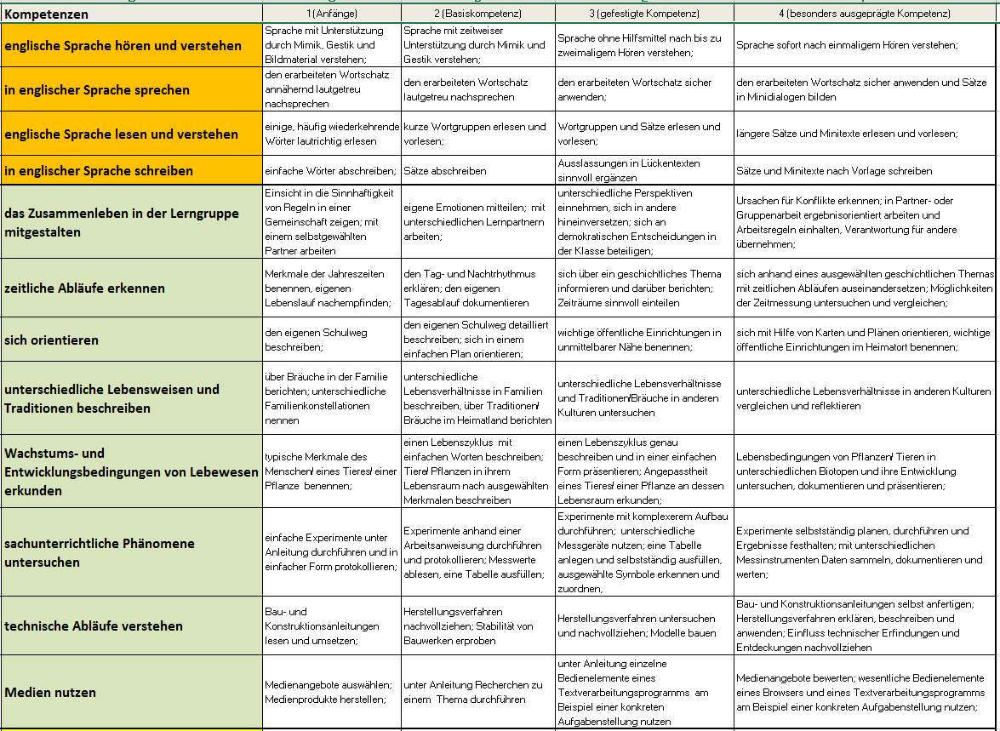 Kompetenzen 1 (Anfänge) 2 (Basiskompetenz) 3 (gefestigte Kompetenz) 4 (besonders ausgeprägte Kompetenz)
englische Sprache hören und verstehen
Sprache mit Unterstützung
durch Mimik, Gestik und
Bildmaterial verstehen;
Sprache mit zeitweiser
Unterstützung durch Mimik und
Gestik verstehen;
Sprache ohne Hilfsmittel nach bis zu
zweimaligem Hören verstehen;
Sprache sofort nach einmaligem Hören verstehen;
in englischer Sprache sprechen
den erarbeiteten Wortschatz
annähernd lautgetreu
nachsprechen
den erarbeiteten Wortschatz
lautgetreu nachsprechen
den erarbeiteten Wortschatz sicher
anwenden;
den erarbeiteten Wortschatz sicher anwenden und Sätze
in Minidialogen bilden
englische Sprache lesen und verstehen
einige, häufig wiederkehrende
Wörter lautrichtig erlesen
kurze Wortgruppen erlesen und
vorlesen;
Wortgruppen und Sätze erlesen und
vorlesen;
längere Sätze und Minitexte erlesen und vorlesen;
in englischer Sprache schreiben
einfache Wörter abschreiben;
Sätze abschreiben
Ausslassungen in Lückentexten
sinnvoll ergänzen
Sätze und Minitexte nach Vorlage schreiben
das Zusammenleben in der Lerngruppe
mitgestalten
Einsicht in die Sinnhaftigkeit
von Regeln in einer
Gemeinschaft zeigen; mit
einem selbstgewählten
Partner arbeiten
eigene Emotionen mitteilen; mit
unterschiedlichen Lernpartnern
arbeiten;
unterschiedliche Perspektiven
einnehmen, sich in andere
hineinversetzen; sich an
demokratischen Entscheidungen in
der Klasse beteiligen;
Ursachen für Konflikte erkennen; in Partner- oder
Gruppenarbeit ergebnisorientiert arbeiten und
Arbeitsregeln einhalten, Verantwortung für andere
übernehmen;
zeitliche Abläufe erkennen
Merkmale der Jahreszeiten
benennen, eigenen
Lebenslauf nachempfinden;
den Tag- und Nachtrhythmus
erklären; den eigenen
Tagesablauf dokumentieren
sich über ein geschichtliches Thema
informieren und darüber berichten;
Zeiträume sinnvoll einteilen
sich anhand eines ausgewählten geschichtlichen Themas
mit zeitlichen Abläufen auseinandersetzen; Möglichkeiten
der Zeitmessung untersuchen und vergleichen;
sich orientieren
den eigenen Schulweg
beschreiben;
den eigenen Schulweg detailliert
beschreiben; sich in einem
einfachen Plan orientieren;
wichtige öffentliche Einrichtungen in
unmittelbarer Nähe benennen;
sich mit Hilfe von Karten und Plänen orientieren, wichtige
öffentliche Einrichtungen im Heimatort benennen;
unterschiedliche Lebensweisen und
Traditionen beschreiben
über Bräuche in der Familie
berichten; unterschiedliche
Familienkonstellationen
nennen
unterschiedliche
Lebensverhältnisse in Familien
beschreiben, über Traditionen/
Bräuche im Heimatland berichten
unterschiedliche Lebensverhältnisse
und Traditionen/Bräuche in anderen
Kulturen untersuchen
unterschiedliche Lebensverhältnisse in anderen Kulturen
vergleichen und reflektieren
Wachstums- und
Entwicklungsbedingungen von Lebewesen
erkunden
typische Merkmale des
Menschen/ eines Tieres/ einer
Pflanze benennen;
einen Lebenszyklus mit
einfachen Worten beschreiben;
Tiere/ Pflanzen in ihrem
Lebensraum nach ausgewählten
Merkmalen beschreiben
einen Lebenszyklus genau
beschreiben und in einer einfachen
Form präsentieren; Angepasstheit
eines Tieres/ einer Pflanze an dessen
Lebensraum erkunden;
Lebensbedingungen von Pflanzen/ Tieren in
unterschiedlichen Biotopen und ihre Entwicklung
untersuchen, dokumentieren und präsentieren;
sachunterrichtliche Phänomene
untersuchen
einfache Experimente unter
Anleitung durchführen und in
einfacher Form protokollieren;
Experimente anhand einer
Arbeitsanweisung durchführen
und protokollieren; Messwerte
ablesen, eine Tabelle ausfüllen;
Experimente mit komplexerem Aufbau
durchführen; unterschiedliche
Messgeräte nutzen; eine Tabelle
anlegen und selbstständig ausfüllen,
ausgewählte Symbole erkennen und
zuordnen,
Experimente selbstständig planen, durchführen und
Ergebnisse festhalten; mit unterschiedlichen
Messinstrumenten Daten sammeln, dokumentieren und
werten;
technische Abläufe verstehen
Bau- und
Konstruktionsanleitungen
lesen und umsetzen;
Herstellungsverfahren
nachvollziehen; Stabilität von
Bauwerken erproben
Herstellungsverfahren untersuchen
und nachvollziehen; Modelle bauen
Bau- und Konstruktionsanleitungen selbst anfertigen;
Herstellungsverfahren erklären, beschreiben und
anwenden; Einfluss technischer Erfindungen und
Entdeckungen nachvollziehen
Medien nutzen
Medienangebote auswählen;
Medienprodukte herstellen;
unter Anleitung Recherchen zu
einem Thema durchführen
unter Anleitung einzelne
Bedienelemente eines
Textverarbeitungsprogramms am
Beispiel einer konkreten
Aufgabenstellung nutzen
Medienangebote bewerten; wesentliche Bedienelemente
eines Browsers und eines Textverarbeitungsprogramms
am Beispiel einer konkreten Aufgabenstellung nutzen;